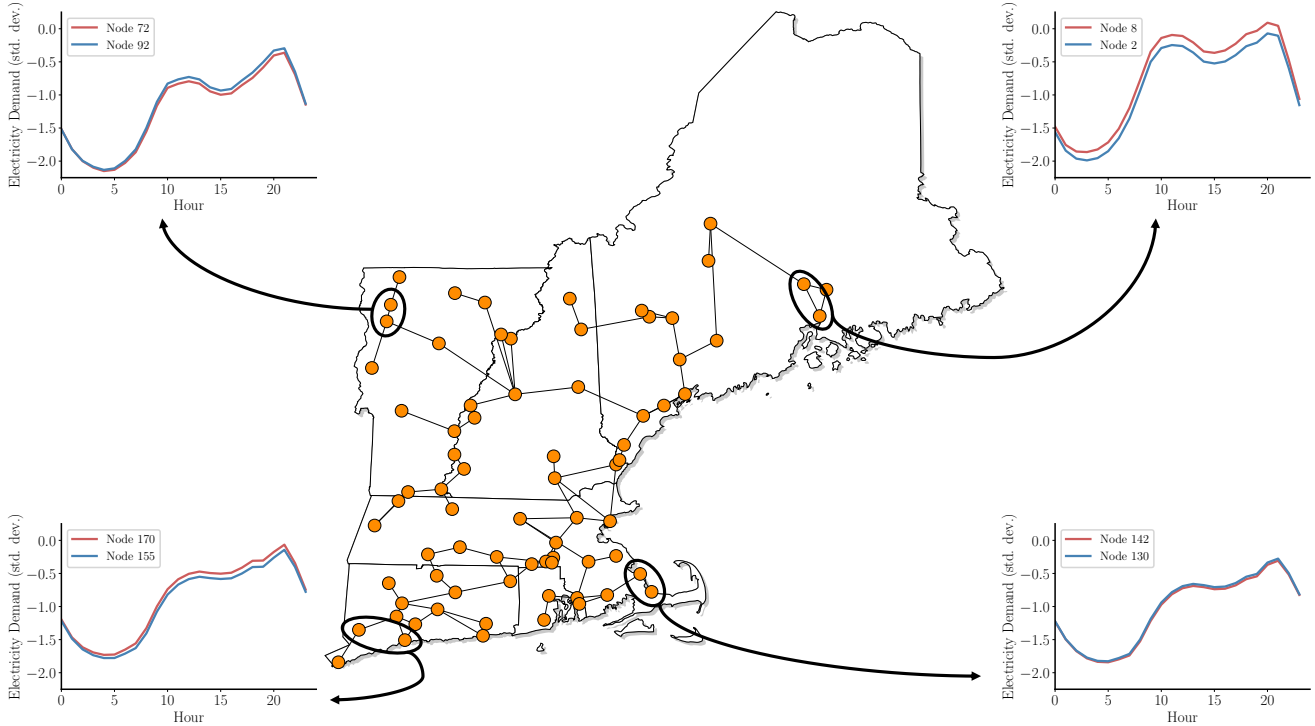 Electricity Demand (std. dev.)
0.0
−0.5
−1.0
−1.5
−2.0
Node 72
Node 92
0 5 10 15 20
Hour
Electricity Demand (std. dev.)
0.0
−0.5
−1.0
−1.5
−2.0
Node 8
Node 2
0 5 10 15 20
Hour
Electricity Demand (std. dev.)
0.0
−0.5
−1.0
−1.5
−2.0
Node 170
Node 155
0 5 10 15 20
Hour
Electricity Demand (std. dev.)
0.0
−0.5
−1.0
−1.5
−2.0
Node 142
Node 130
0 5 10 15 20
Hour